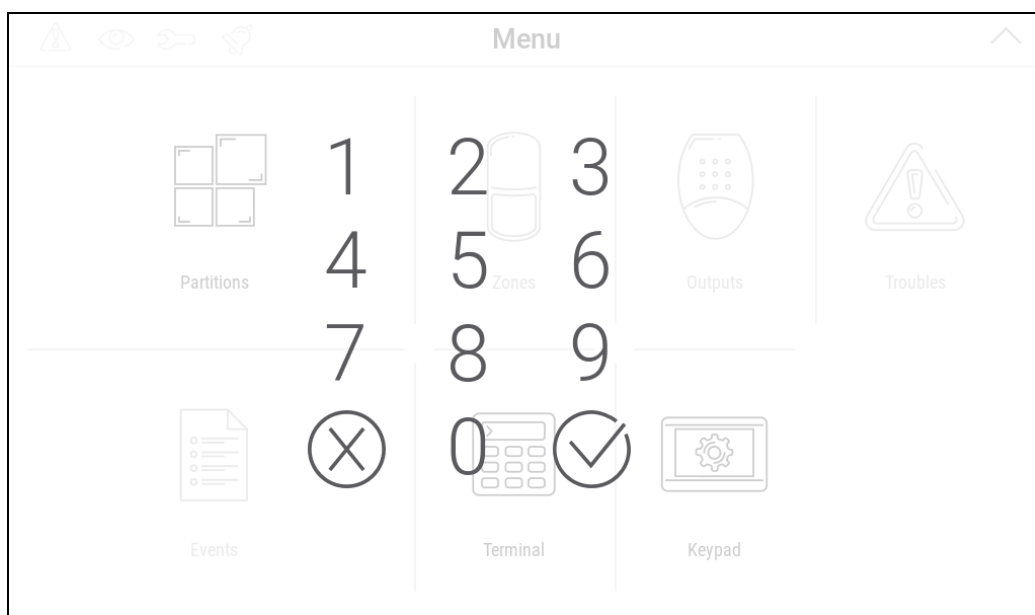 Menu
1 2 3
Partitions 4 5 Zones 6 Outputs Troubles
7 8 9
0
Events Terminal Keypad